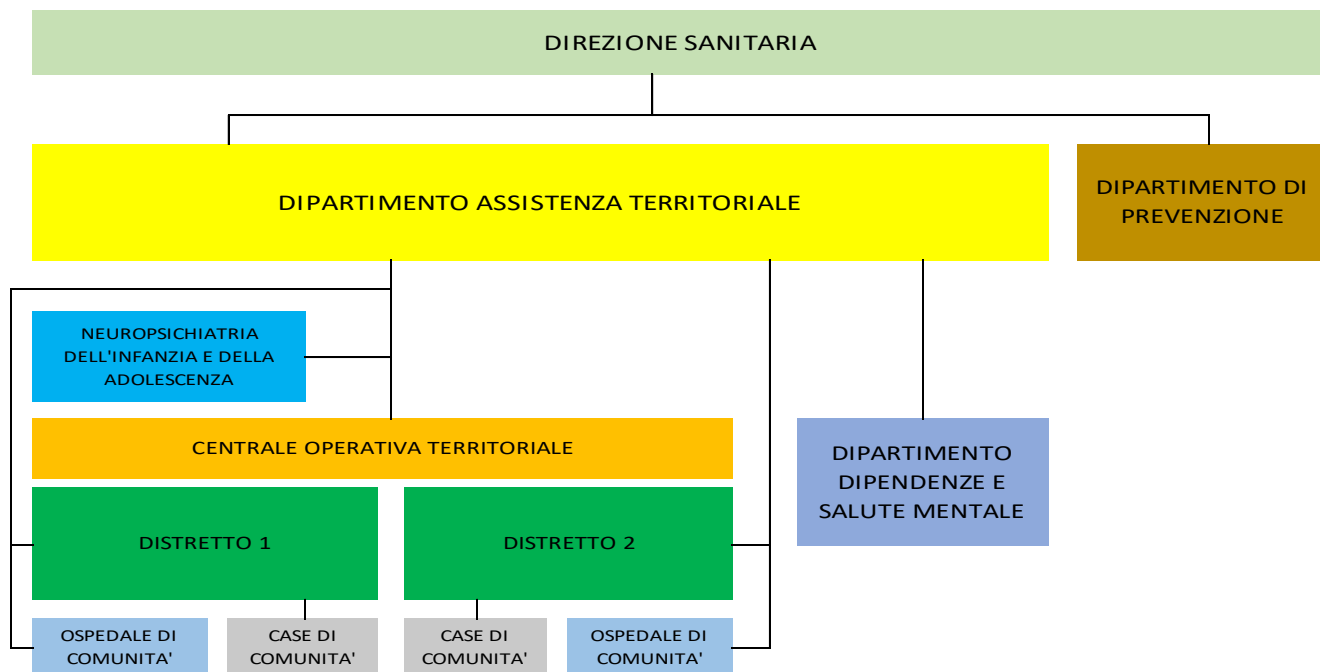 DIREZIONE SANITARIA
DIPARTIMENTO ASSISTENZA TERRITORIALE
DIPARTIMENTO DI
PREVENZIONE
NEUROPSICHIATRIA
DELL'INFANZIA E DELLA
ADOLESCENZA
CENTRALE OPERATIVA TERRITORIALE
DIPARTIMENTO
DIPENDENZE E
SALUTE MENTALE
DISTRETTO 1
DISTRETTO 2
OSPEDALE DI
COMUNITA'
CASE DI
COMUNITA'
CASE DI
COMUNITA'
OSPEDALE DI
COMUNITA'